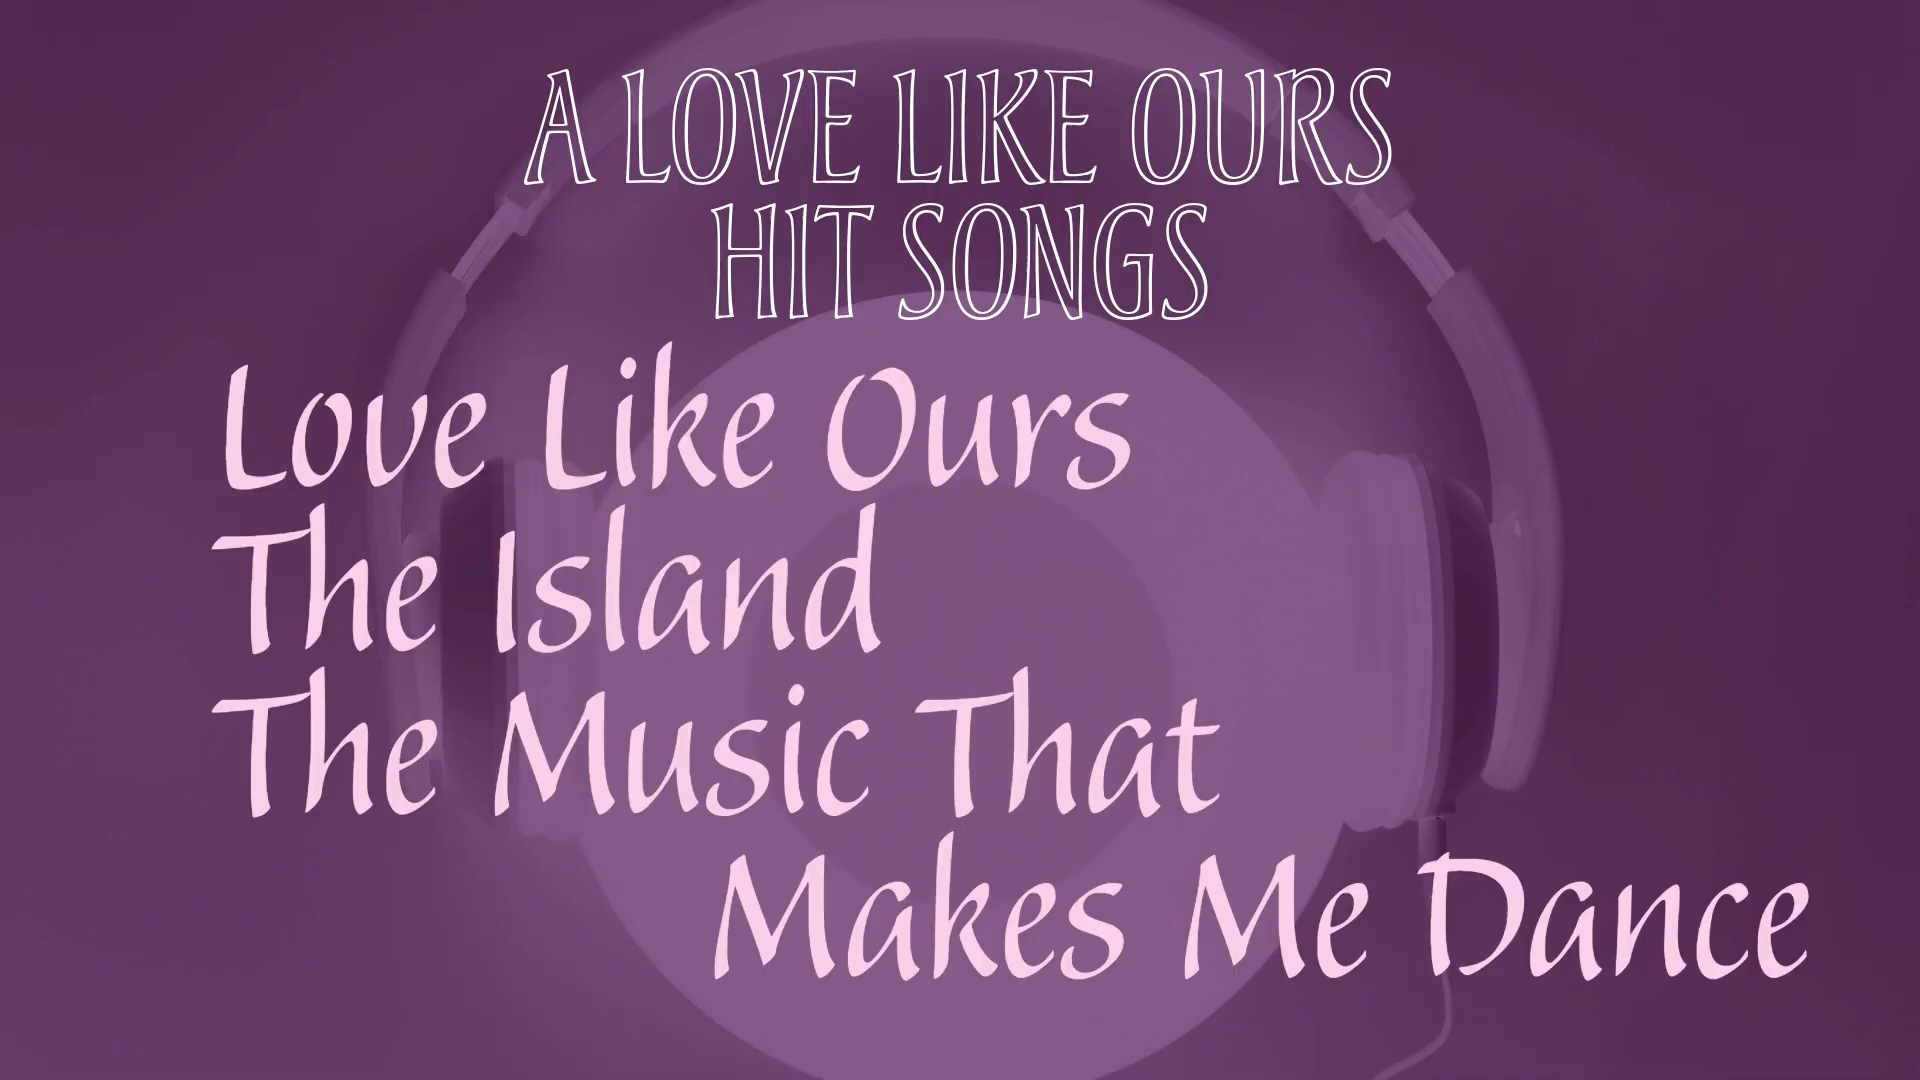 A LOVE LIKE OURS
HIT SONGS
Love Like Ours
The Island
The Music That
Makes Me Dance